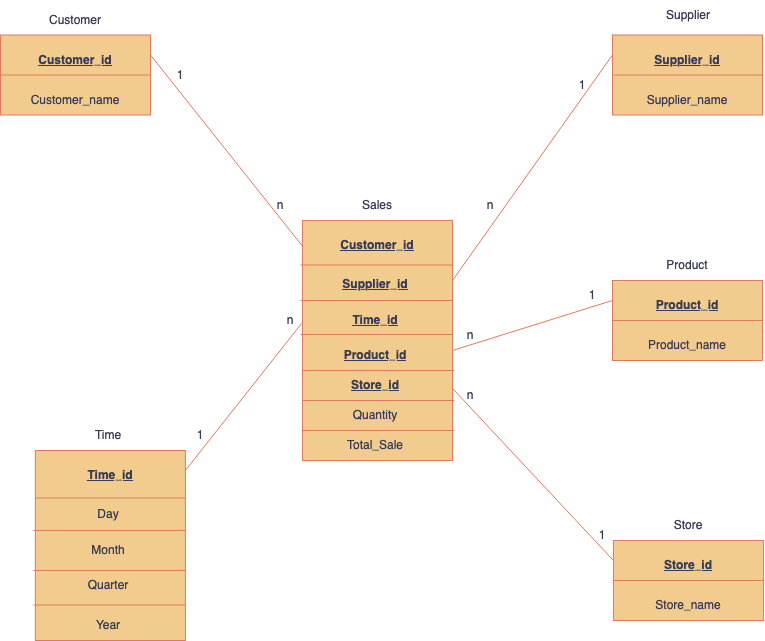 Customer
Customer_id
Customer_name
1
n
Supplier
Supplier_id
Supplier_name
1
n
Sales
Customer_id
Supplier_id
Time_id
Product_id
Store_id
Quantity
Total_Sale
Product
Product_id
Product_name
1
n
n
1
Time
Time_id
Day
Month
Quarter
Year
n
1
Store
Store_id
Store_name